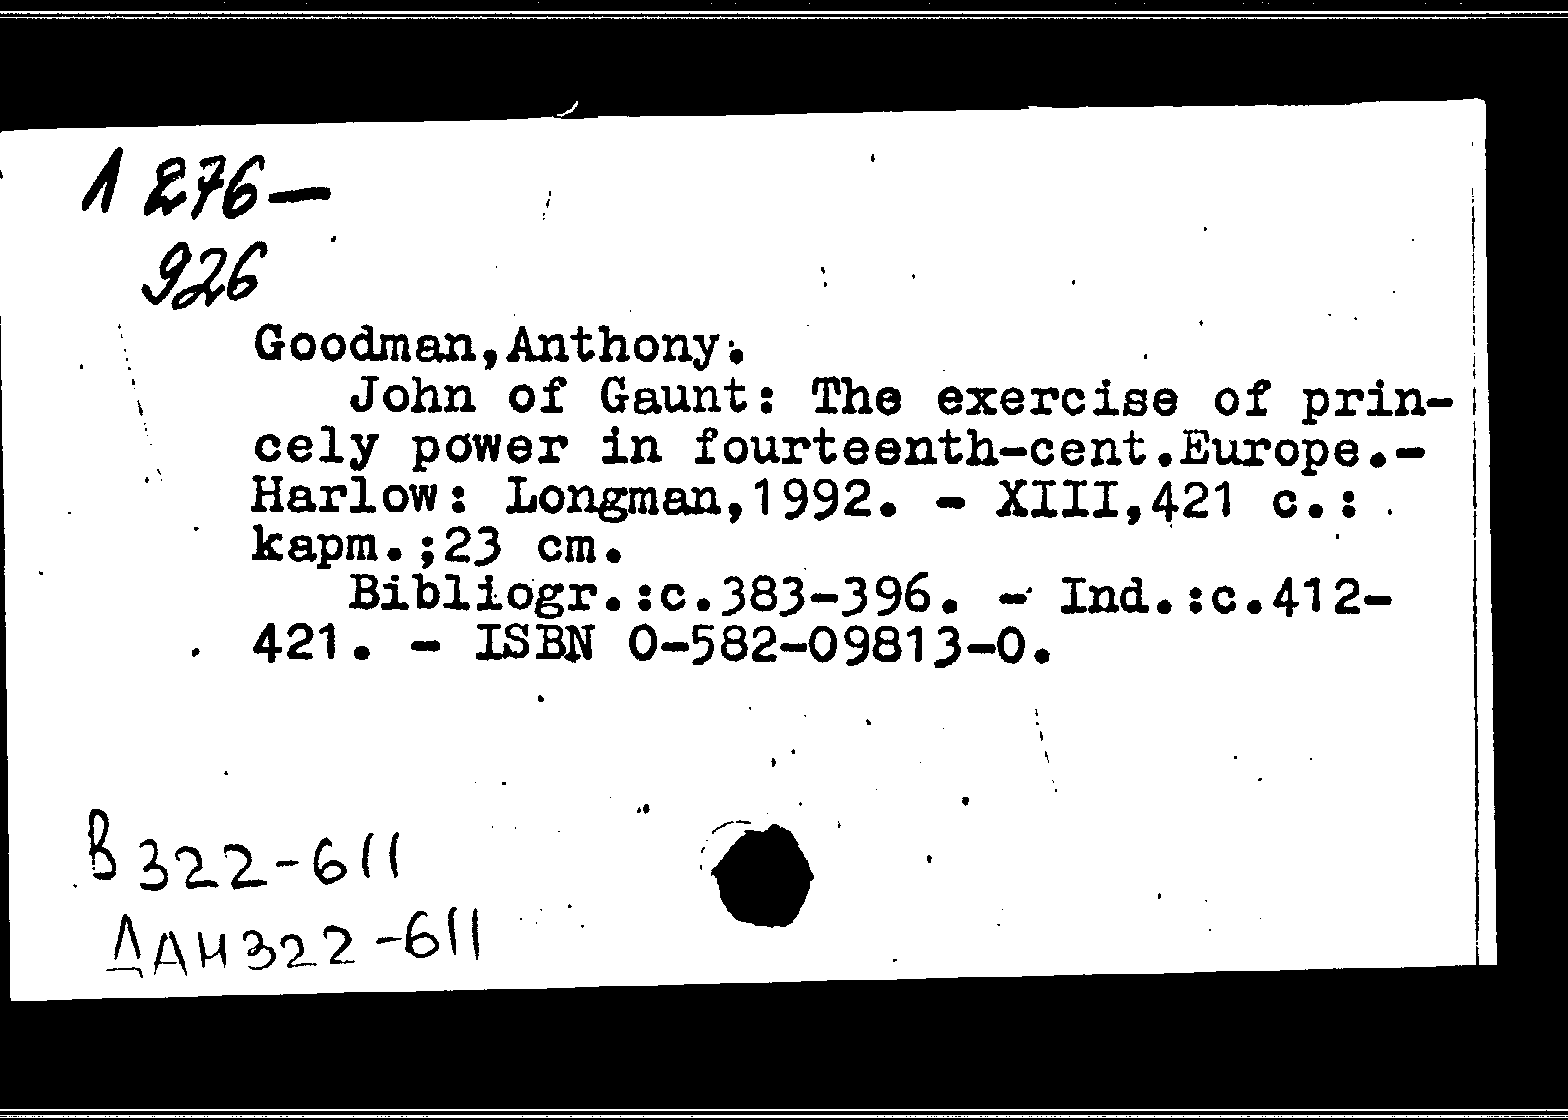 Л 276—
926
Goodman,Anthony.
John of Gaunt: The exercise of prin-
cely power in fourteenth-cent.Europe.-
Harlow: Longman,1992. - XIII,421 c.:
карт.;23 cm.
Bibliogr.:c.383-396. - Ind.:c.412-
421. - ISBN 0-582-09813-0.
В 322-611
ДАН322-611